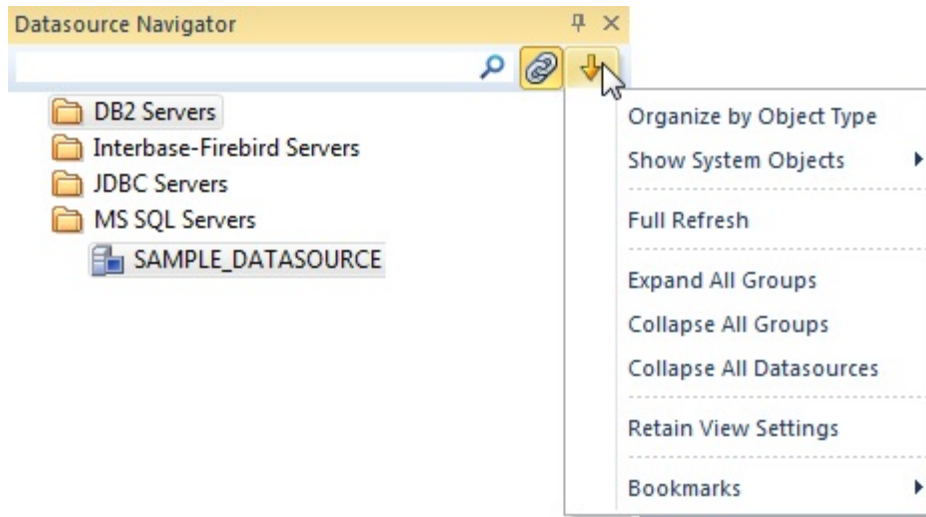 Datasource Navigator
DB2 Servers
Interbase-Firebird Servers
JDBC Servers
MS SQL Servers
SAMPLE_DATASOURCE
Organize by Object Type
Show System Objects
Full Refresh
Expand All Groups
Collapse All Groups
Collapse All Datasources
Retain View Settings
Bookmarks